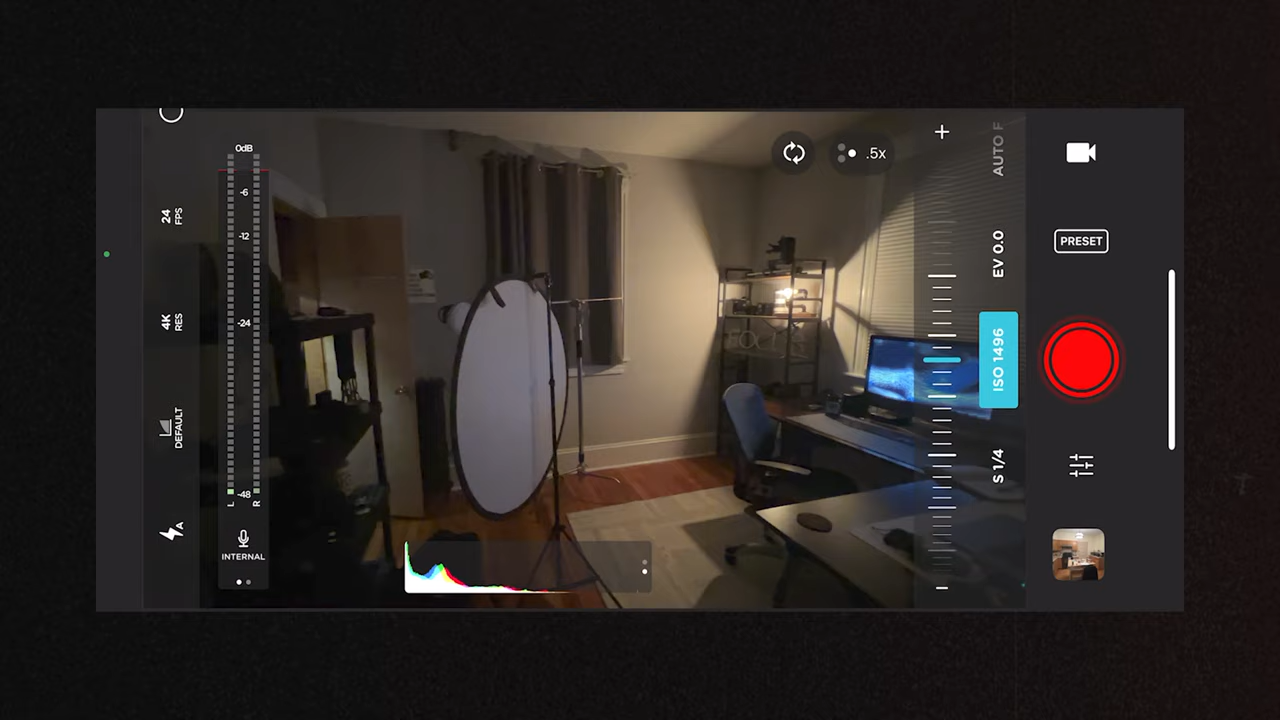 0dB
-6
-12
-24
-48
L R
INTERNAL
24
FPS
4K
RES
DEFAULT
A
.5x
+
AUTO F
EV 0.0
ISO 1496
S 1/4
-
PRESET